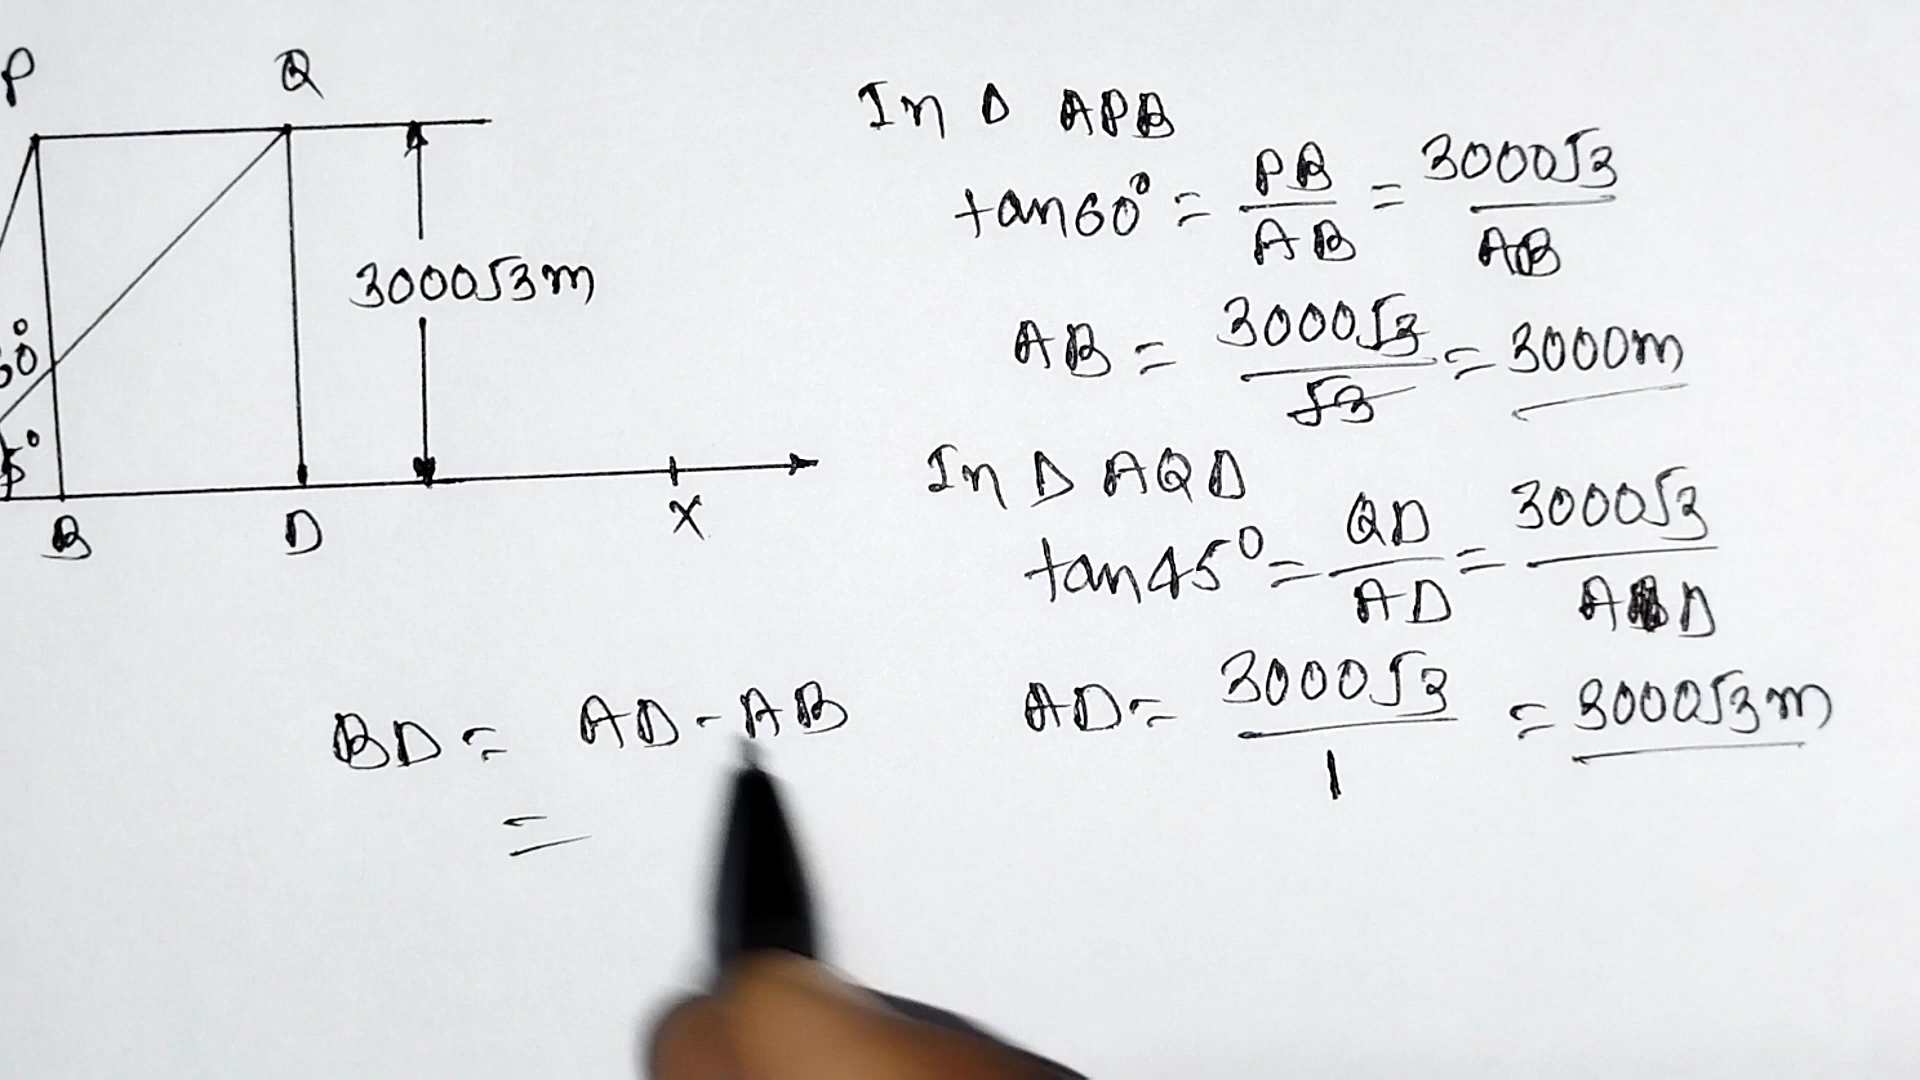 P Q
In Δ APB
tan60° = PB/AB = 3000√3/AB
3000√3m
AB = 3000√3/√3 = 3000m
60°
45°
In Δ AQD
B D X
tan45° = QD/AD = 3000√3/AD
BD = AD - AB
AD = 3000√3/1 = 3000√3m
=